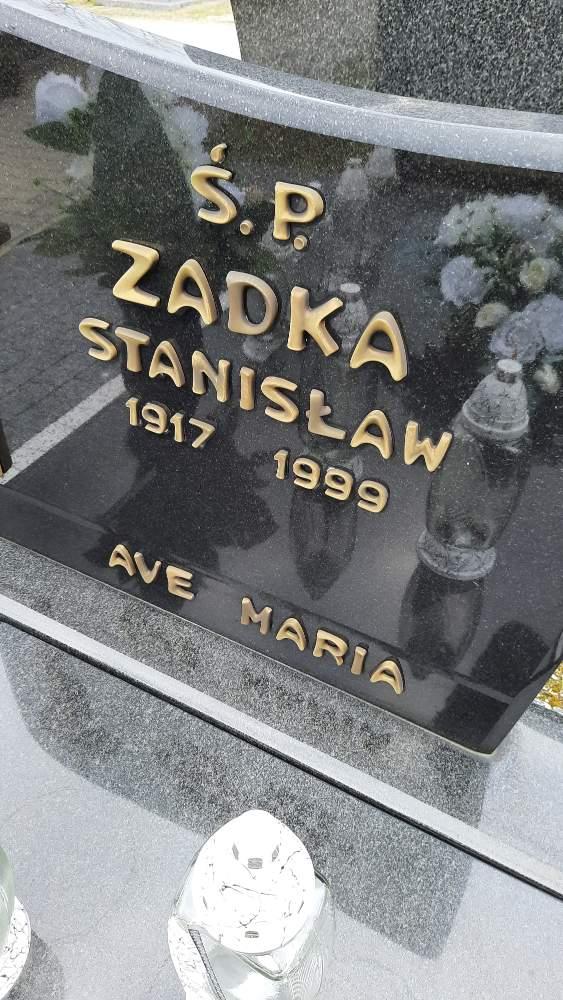 Ś.P.
ZADKA
STANISŁAW
1917 1999
AVE MARIA